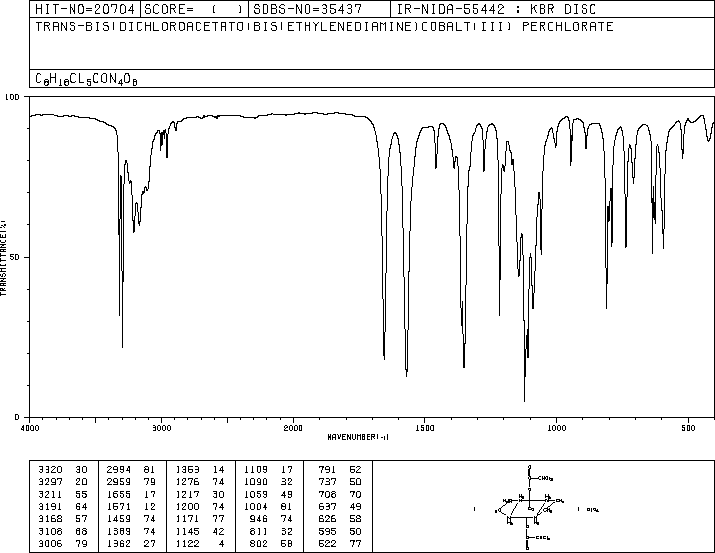 HIT-NO=20704 SCORE= ( ) SDBS-NO=35437 IR-NIDA-55442 : KBR DISC
TRANS-BIS(DICHLOROACETATO)BIS(ETHYLENEDIAMINE)COBALT(III) PERCHLORATE
C8H18CL5CON4O8
100
50
0
TRANSMITTANCE(%)
4000 3000 2000 1500 1000 500
WAVENUMBER(-1)
3320 30 2994 81 1353 14 1109 17 791 52
3297 20 2959 79 1276 74 1090 32 737 50
3211 55 1655 17 1217 30 1059 49 708 70
3191 64 1571 12 1200 74 1004 81 637 49
3168 57 1459 74 1171 77 946 74 626 58
3106 68 1389 74 1145 42 811 32 595 50
3006 79 1362 27 1122 4 802 58 522 77